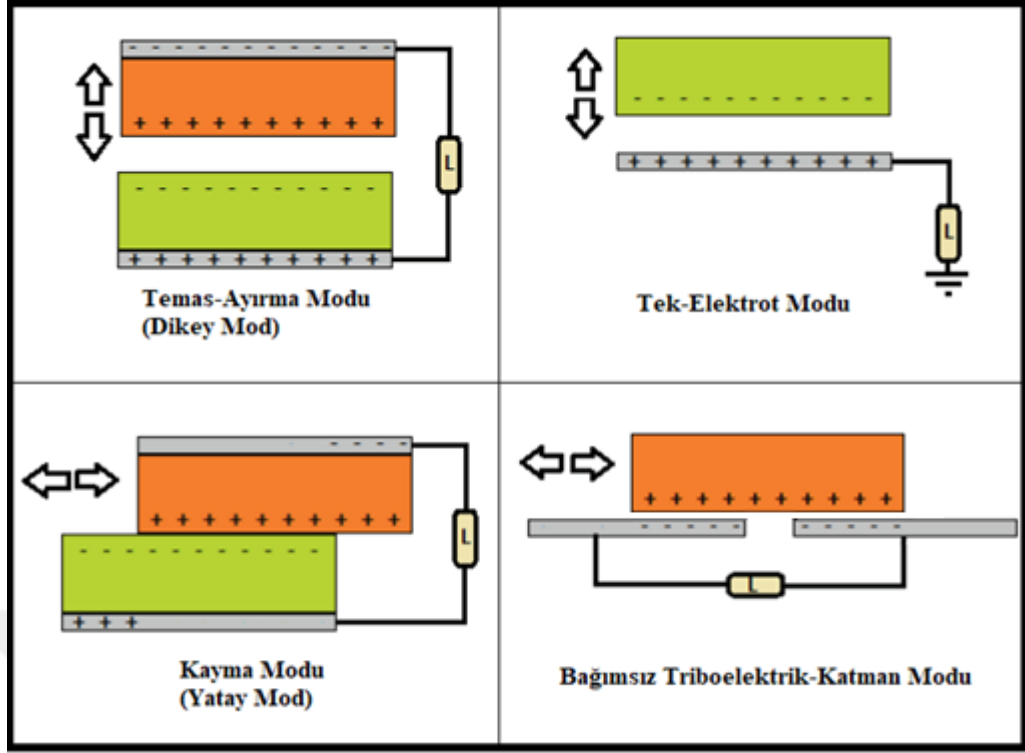 - - - - - - - - - - -
+ + + + + + + + + + +
L
- - - - - - - - - - -
+ + + + + + + + + +
Temas-Ayırma Modu
(Dikey Mod)
- - - - - - - - - - -
+ + + + + + + + + +
L
Tek-Elektrot Modu
- - - -
+ + + + + + + + + + +
L
- - - - - - - - - - -
+ + +
Kayma Modu
(Yatay Mod)
+ + + + + + + + + + +
- - - - - -
- - - - -
L
Bağımsız Triboelektrik-Katman Modu